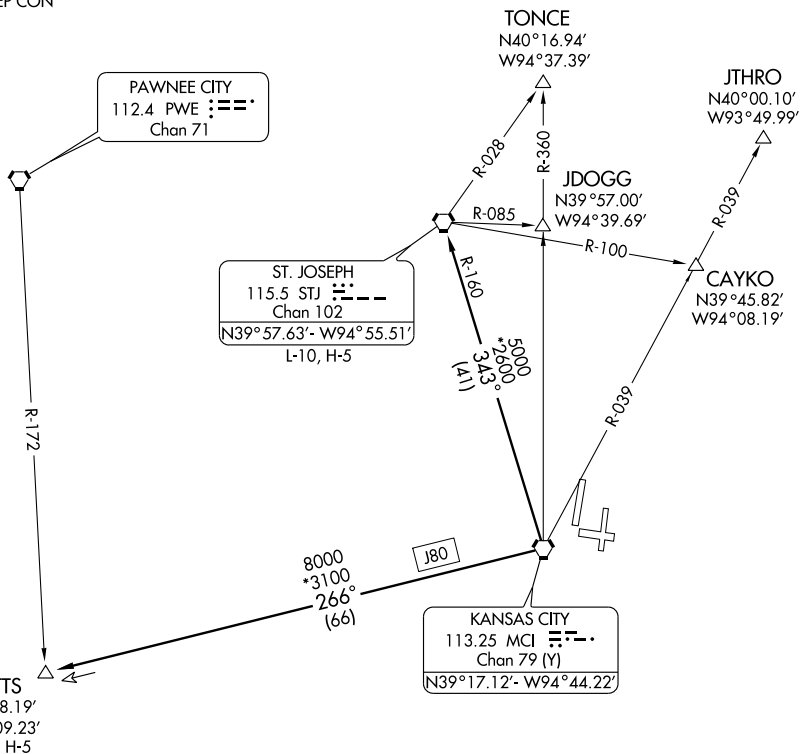 EP CON
TONCE
N40°16.94'
W94°37.39'
JTHRO
N40°00.10'
W93°49.99'
PAWNEE CITY
112.4 PWE
Chan 71
R-028
R-360
R-039
JDOGG
N39°57.00'
W94°39.69'
R-085
R-100
CAYKO
N39°45.82'
W94°08.19'
ST. JOSEPH
115.5 STJ
Chan 102
N39°57.63'- W94°55.51'
L-10, H-5
R-160
5000
*2600
343°
(41)
R-039
R-172
J80
8000
*3100
266°
(66)
KANSAS CITY
113.25 MCI
Chan 79 (Y)
N39°17.12'- W94°44.22'
TTS
8.19'
09.23'
H-5